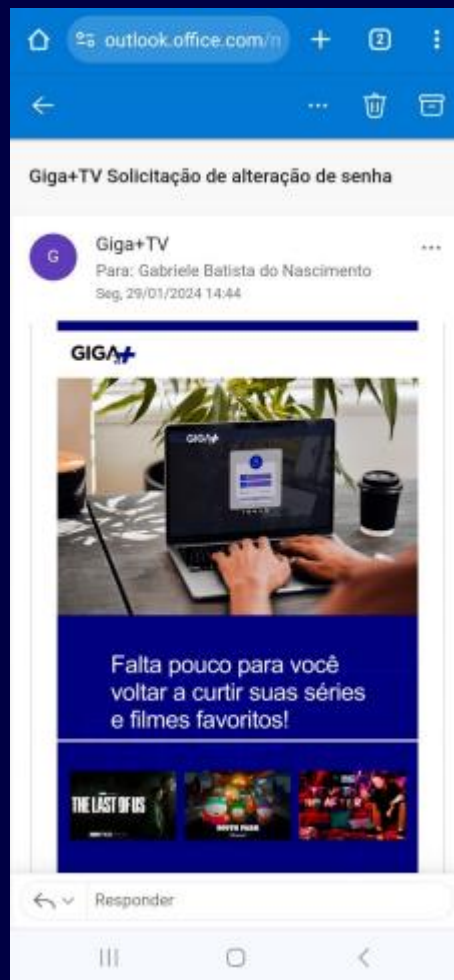 outlook.office.com/n
2
Giga+TV Solicitação de alteração de senha
G
Giga+TV
Para: Gabriele Batista do Nascimento
Seg, 29/01/2024 14:44
GIGA+
GIGA+
Falta pouco para você
voltar a curtir suas séries
e filmes favoritos!
THE LAST OF US
SOUTH PARK
Responder